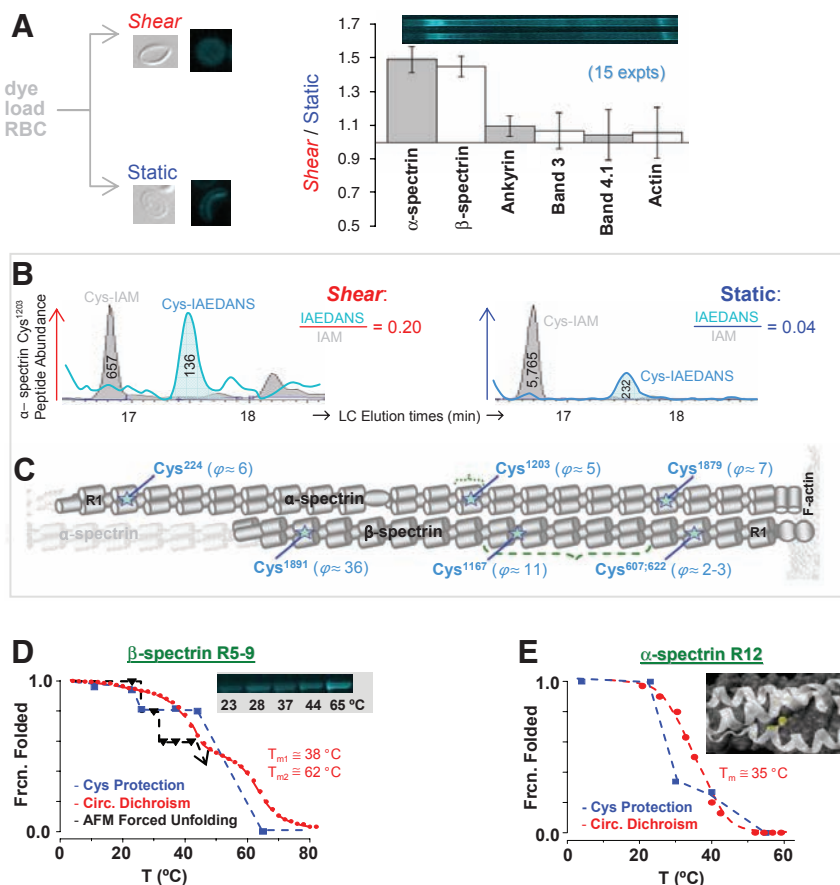 A
Shear
dye
load
RBC
Static
Shear / Static
1.7
1.5
1.3
1.1
0.9
0.7
0.5
(15 expts)
α-spectrin
β-spectrin
Ankyrin
Band 3
Band 4.1
Actin
B
α− spectrin Cys1203
Peptide Abundance
Cys-IAM
Cys-IAEDANS
657
136
Shear:
IAEDANS
IAM
= 0.20
17
18
→ LC Elution times (min) →
Cys-IAM
Cys-IAEDANS
5,765
232
Static:
IAEDANS
IAM
= 0.04
17
18
C
Cys224 (φ≈ 6)
Cys1203 (φ≈ 5)
Cys1879 (φ≈ 7)
R1
α-spectrin
F-actin
α-spectrin
β-spectrin
R1
Cys1891 (φ≈ 36)
Cys1167 (φ≈ 11)
Cys607;622 (φ≈ 2-3)
D
β-spectrin R5-9
Frcn. Folded
1.0
0.0
23 28 37 44 65 ºC
Tm1 ≅ 38 °C
Tm2 ≅ 62 °C
- Cys Protection
- Circ. Dichroism
- AFM Forced Unfolding
0 20 40 60 80
T (ºC)
E
α-spectrin R12
Frcn. Folded
1.0
0.0
Tm ≅ 35 °C
- Cys Protection
- Circ. Dichroism
0 20 40 60
T (ºC)